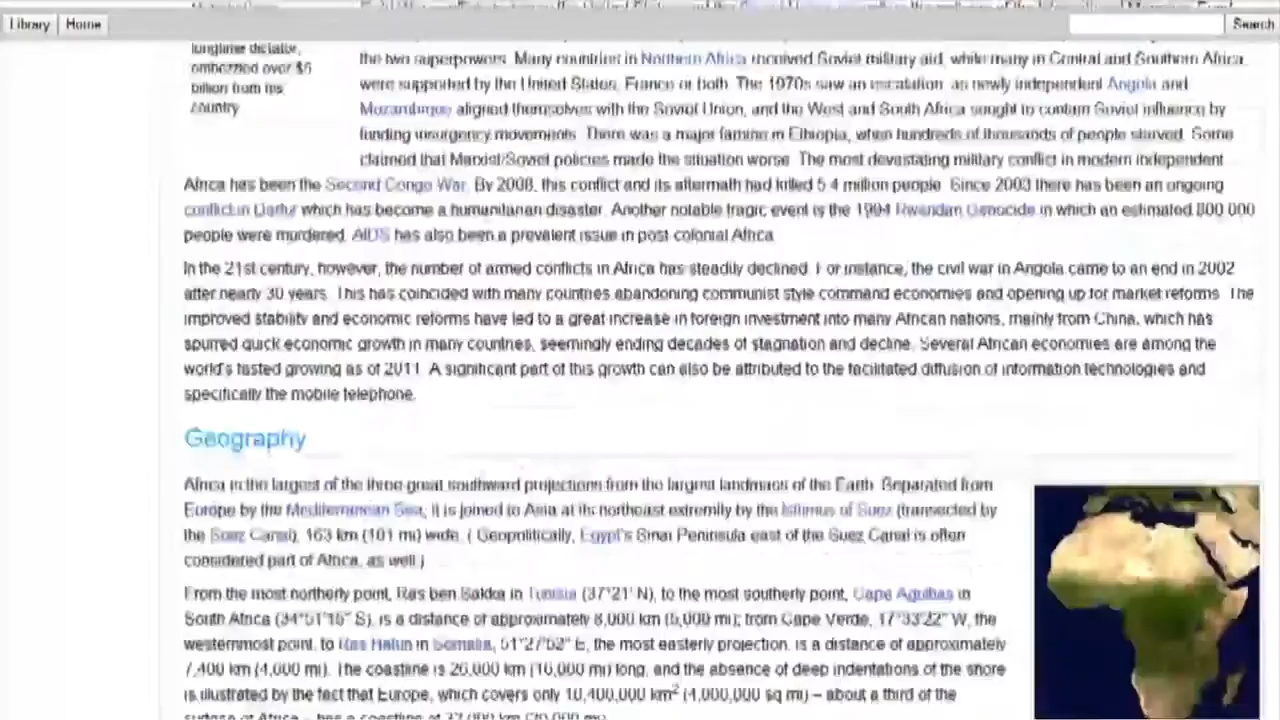 Library Home Search
longtime dictator,
embezzled over $5
billion from his
country
the two superpowers. Many countries in Northern Africa received Soviet military aid, while many in Central and Southern Africa
were supported by the United States, France or both. The 1970s saw an escalation, as newly independent Angola and
Mozambique aligned themselves with the Soviet Union, and the West and South Africa sought to contain Soviet influence by
funding insurgency movements. There was a major famine in Ethiopia, when hundreds of thousands of people starved. Some
claimed that Marxist/Soviet policies made the situation worse. The most devastating military conflict in modern independent
Africa has been the Second Congo War. By 2008, this conflict and its aftermath had killed 5.4 million people. Since 2003 there has been an ongoing
conflict in Darfur which has become a humanitarian disaster. Another notable tragic event is the 1994 Rwandan Genocide in which an estimated 800,000
people were murdered. AIDS has also been a prevalent issue in post-colonial Africa.
In the 21st century, however, the number of armed conflicts in Africa has steadily declined. For instance, the civil war in Angola came to an end in 2002
after nearly 30 years. This has coincided with many countries abandoning communist style command economies and opening up for market reforms. The
improved stability and economic reforms have led to a great increase in foreign investment into many African nations, mainly from China, which has
spurred quick economic growth in many countries, seemingly ending decades of stagnation and decline. Several African economies are among the
world's fasted growing as of 2011. A significant part of this growth can also be attributed to the facilitated diffusion of information technologies and
specifically the mobile telephone.
Geography
Africa is the largest of the three great southward projections from the largest landmass of the Earth. Separated from
Europe by the Mediterranean Sea, it is joined to Asia at its northeast extremity by the Isthmus of Suez (transected by
the Suez Canal), 163 km (101 mi) wide. ( Geopolitically, Egypt's Sinai Peninsula east of the Suez Canal is often
considered part of Africa, as well.)
From the most northerly point, Ras ben Sakka in Tunisia (37°21' N), to the most southerly point, Cape Agulhas in
South Africa (34°51'15" S), is a distance of approximately 8,000 km (5,000 mi); from Cape Verde, 17°33'22" W, the
westernmost point, to Ras Hafun in Somalia, 51°27'52" E, the most easterly projection, is a distance of approximately
7,400 km (4,600 mi). The coastline is 26,000 km (16,000 mi) long, and the absence of deep indentations of the shore
is illustrated by the fact that Europe, which covers only 10,400,000 km² (4,000,000 sq mi) – about a third of the
surface of Africa – has a coastline of 32,000 km (20,000 mi).